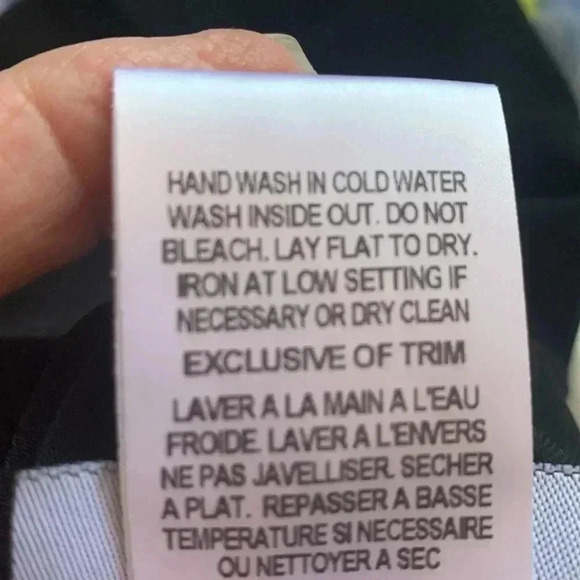 HAND WASH IN COLD WATER
WASH INSIDE OUT. DO NOT
BLEACH. LAY FLAT TO DRY.
IRON AT LOW SETTING IF
NECESSARY OR DRY CLEAN
EXCLUSIVE OF TRIM
LAVER A LA MAIN A L'EAU
FROIDE. LAVER A L'ENVERS
NE PAS JAVELLISER. SECHER
A PLAT. REPASSER A BASSE
TEMPERATURE SI NECESSAIRE
OU NETTOYER A SEC